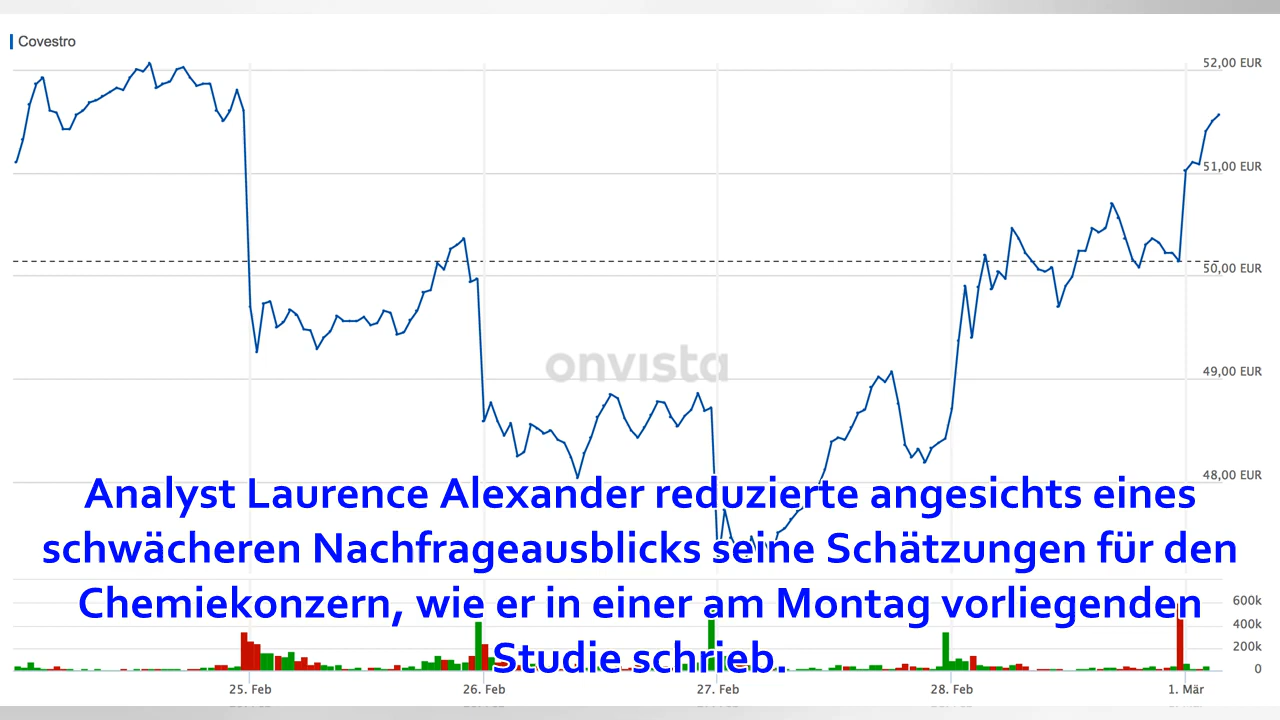 Covestro
52,00 EUR
51,00 EUR
50,00 EUR
onvista
49,00 EUR
48,00 EUR
Analyst Laurence Alexander reduzierte angesichts eines
schwächeren Nachfrageausblicks seine Schätzungen für den
Chemiekonzern, wie er in einer am Montag vorliegenden
Studie schrieb.
600k
400k
200k
0
25. Feb
26. Feb
27. Feb
28. Feb
1. Mär